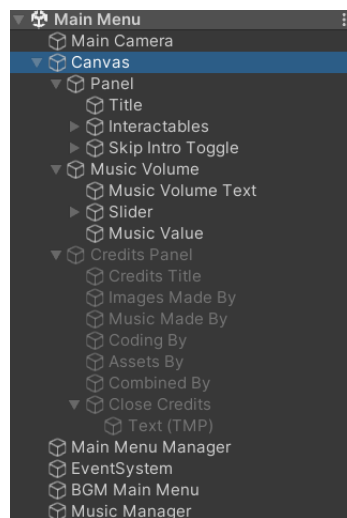 Main Menu
Main Camera
Canvas
Panel
Title
Interactables
Skip Intro Toggle
Music Volume
Music Volume Text
Slider
Music Value
Credits Panel
Credits Title
Images Made By
Music Made By
Coding By
Assets By
Combined By
Close Credits
Text (TMP)
Main Menu Manager
EventSystem
BGM Main Menu
Music Manager